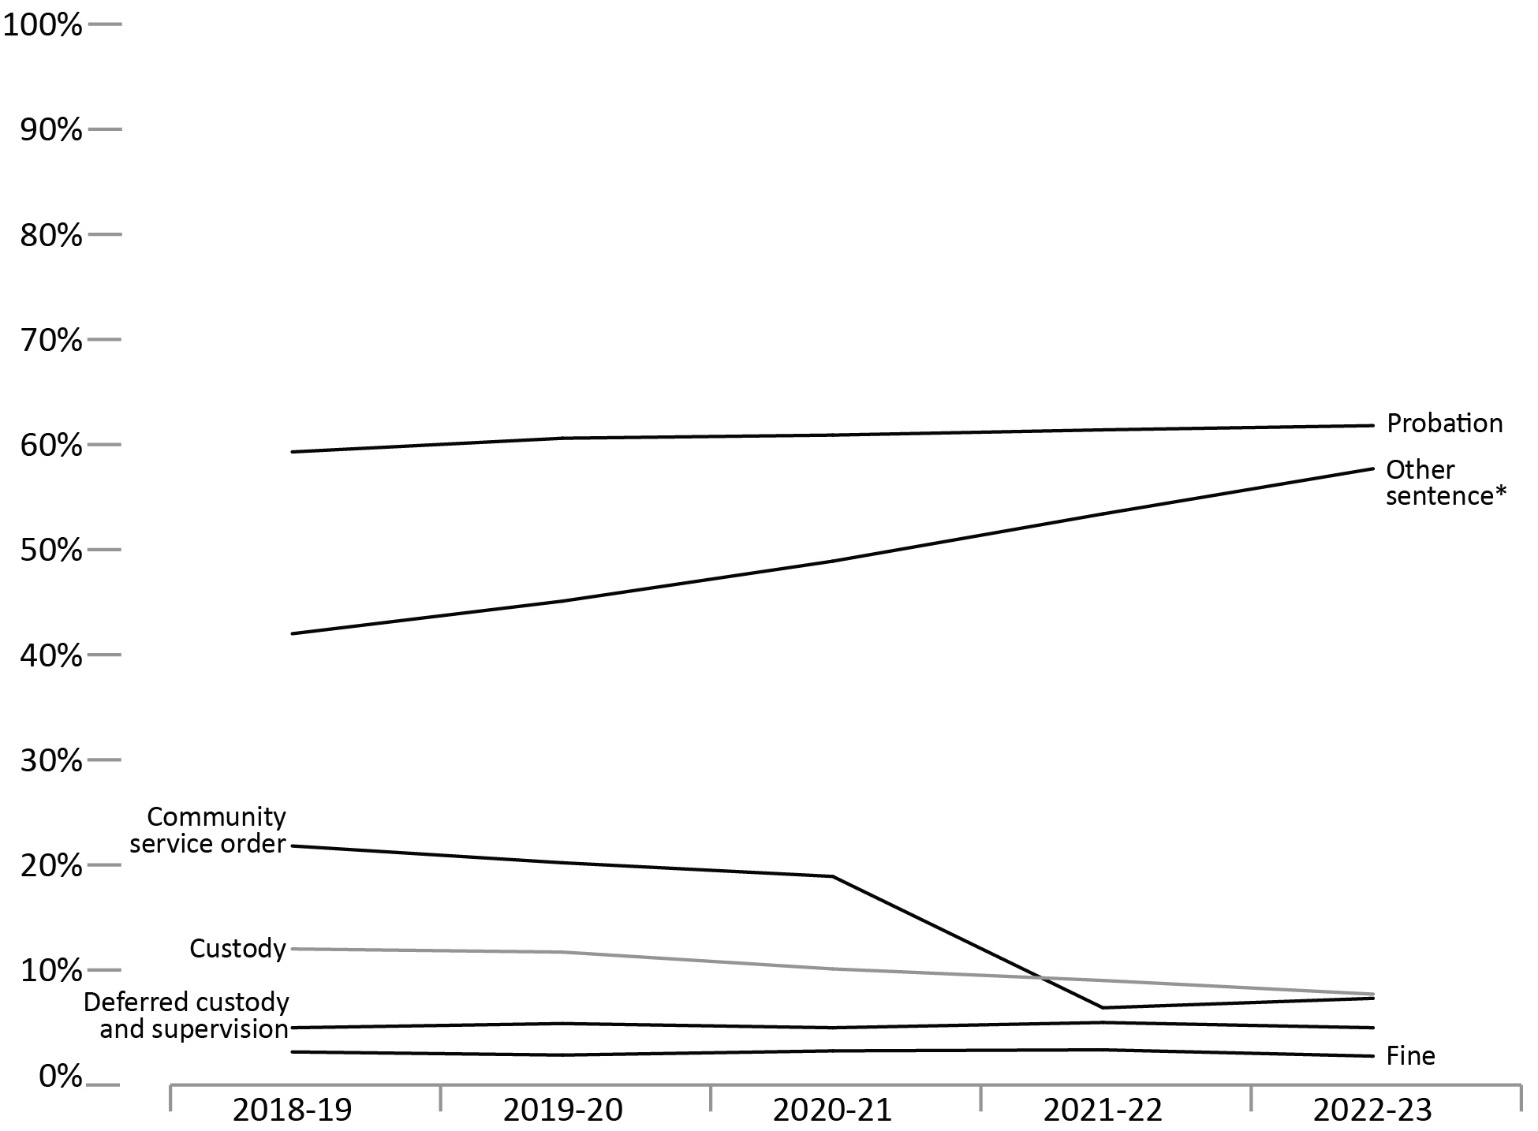 100%
90%
80%
70%
60%
50%
40%
30%
20%
10%
0%
Probation
Other
sentence*
Community
service order
Custody
Deferred custody
and supervision
Fine
2018-19 2019-20 2020-21 2021-22 2022-23